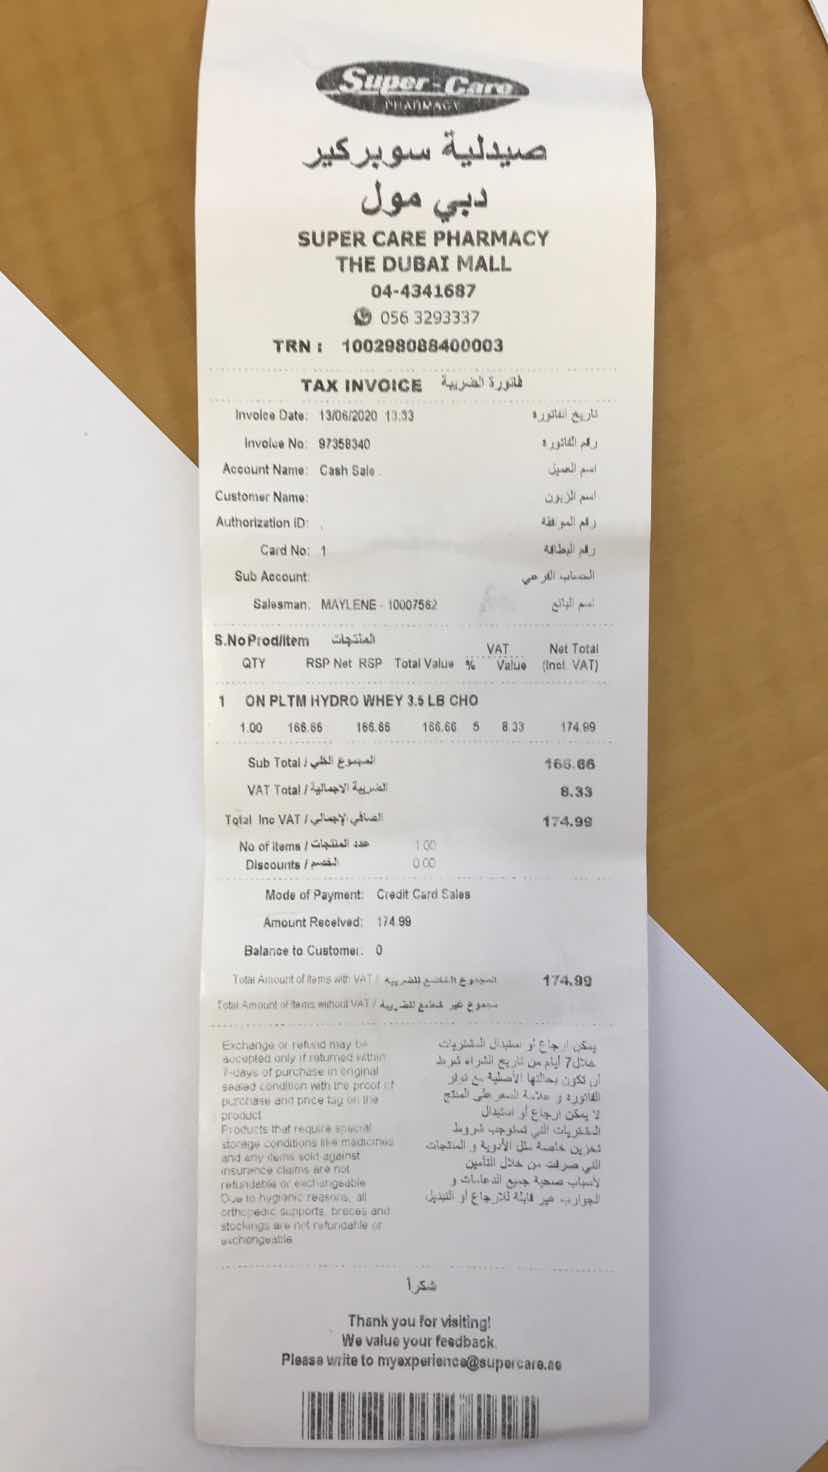 Super-Care
PHARMACY
صيدلية سوبركير
دبي مول
SUPER CARE PHARMACY
THE DUBAI MALL
04-4341687
056 3293337
TRN : 100298088400003
TAX INVOICE فاتورة الضريبة
Invoice Date: 13/06/2020 13:33 تاريخ الفاتوره
Invoice No: 97358340 رقم الفاتوره
Account Name: Cash Sale اسم العميل
Customer Name: اسم الزبون
Authorization ID: رقم الموافقة
Card No: 1 رقم البطاقة
Sub Account: الحساب الفرعي
Salesman: MAYLENE - 10007562 اسم البائع
S.No Prod/Item المنتجات
VAT Net Total
QTY RSP Net RSP Total Value % Value (Incl. VAT)
1 ON PLTM HYDRO WHEY 3.5 LB CHO
1.00 166.66 166.66 166.66 5 8.33 174.99
Sub Total / المجموع الكلي 166.66
VAT Total / الضريبة الاجمالية 8.33
Total Inc VAT / الصافي الإجمالي 174.99
No of items / عدد المنتجات 1.00
Discounts / الخصم 0.00
Mode of Payment: Credit Card Sales
Amount Received: 174.99
Balance to Customer: 0
Total Amount of Items with VAT / المجموع الخاضع للضريبة 174.99
Total Amount of Items without VAT / مجموع غير خاضع للضريبة
Exchange or refund may be
accepted only if returned within
7-days of purchase in original
sealed condition with the proof of
purchase and price tag on the
product
Products that require special
storage conditions like medicines
and any items sold against
insurance claims are not
refundable or exchangeable
Due to hygienic reasons, all
orthopedic supports, braces and
stockings are not refundable or
exchangeable
يمكن ارجاع أو استبدال المشتريات
خلال 7 أيام من تاريخ الشراء شرط
أن تكون بحالتها الأصلية مع توفر
الفاتورة و علامة السعر على المنتج
لا يمكن ارجاع أو استبدال
المشتريات التي تستوجب شروط
تخزين خاصة مثل الأدوية و المنتجات
التي صرفت من خلال التأمين
لأسباب صحية جميع الدعامات و
الجوارب غير قابلة للارجاع أو التبديل
شكراً
Thank you for visiting!
We value your feedback.
Please write to myexperience@supercare.ae